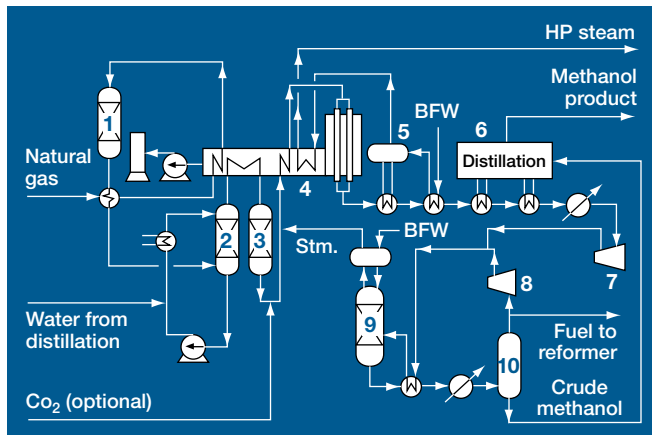 HP steam
Methanol
product
BFW
1
5
6
Distillation
Natural
gas
4
2
3
Stm.
BFW
7
8
Water from
distillation
9
Fuel to
reformer
10
Crude
methanol
Co2 (optional)